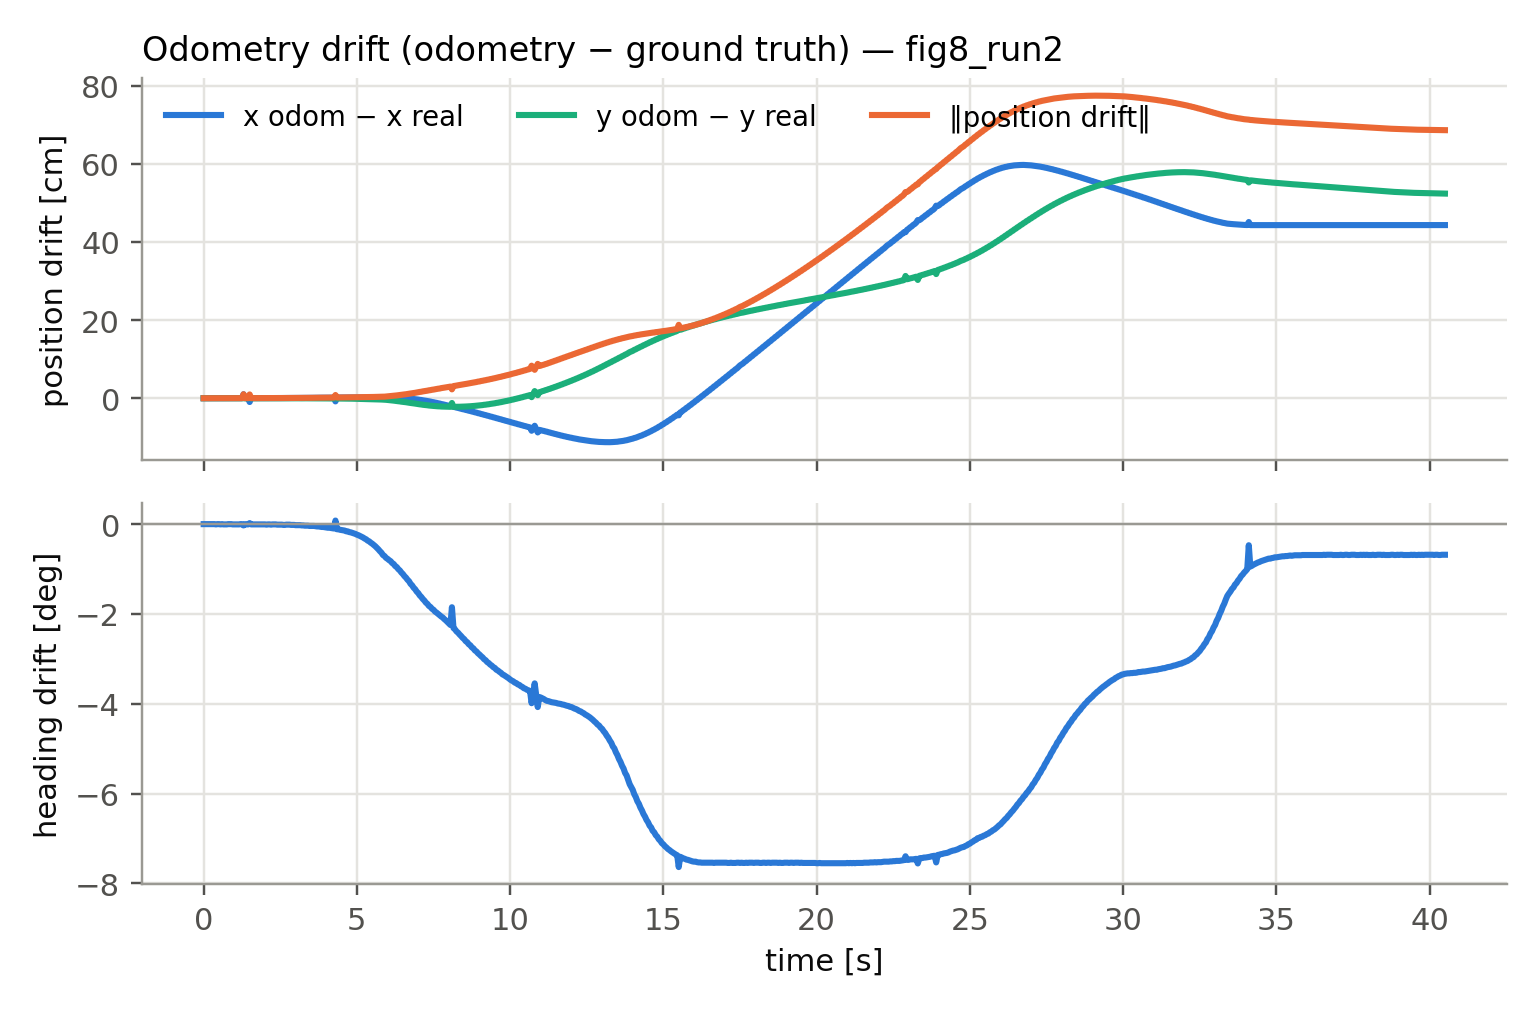 Odometry drift (odometry − ground truth) — fig8_run2
x odom − x real
y odom − y real
‖position drift‖
position drift [cm]
80
60
40
20
0
heading drift [deg]
0
−2
−4
−6
−8
0 5 10 15 20 25 30 35 40
time [s]